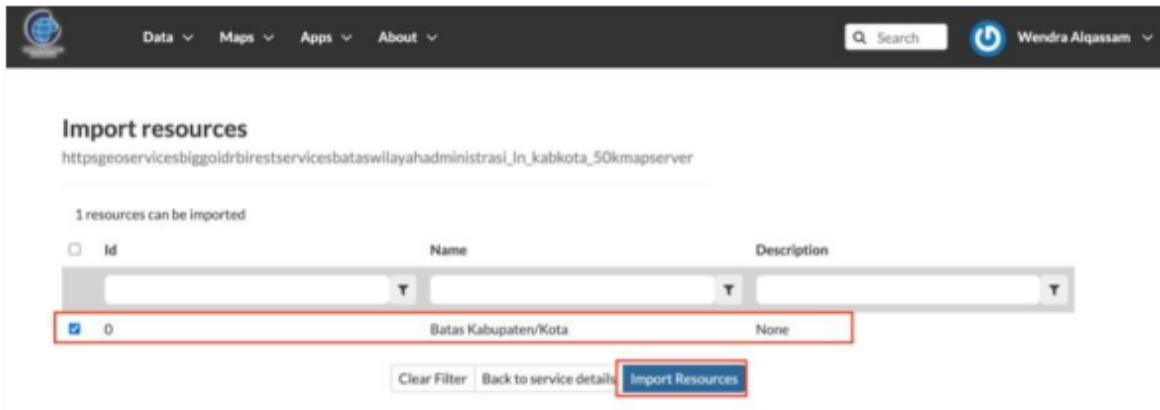 Data Maps Apps About Search Wendra Alqassam
Import resources
httpsgeoservicesbiggoidrbirestservicesbataswilayahadministrasi_ln_kabkota_50kmapserver
1 resources can be imported
Id Name Description
0 Batas Kabupaten/Kota None
Clear Filter Back to service details Import Resources